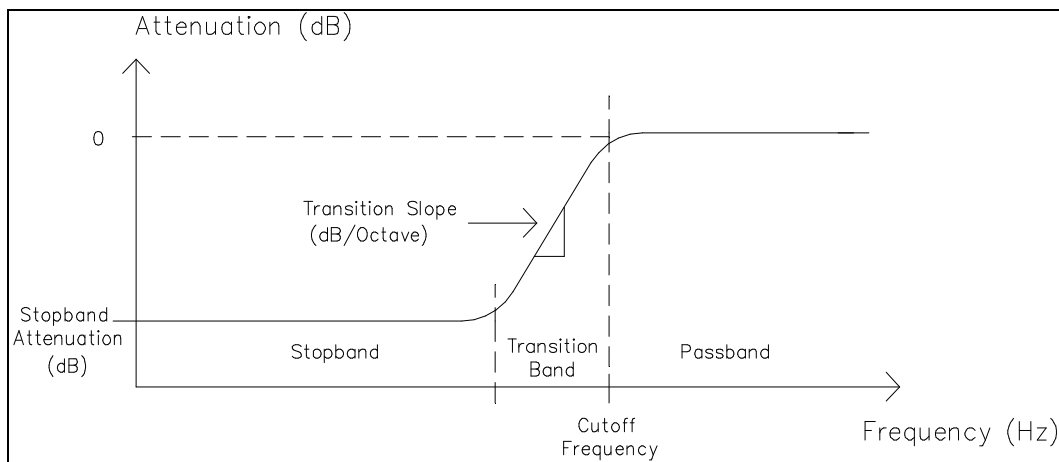 Attenuation (dB)
0
Transition Slope
(dB/Octave)
Stopband
Attenuation
(dB)
Stopband
Transition
Band
Passband
Cutoff
Frequency
Frequency (Hz)